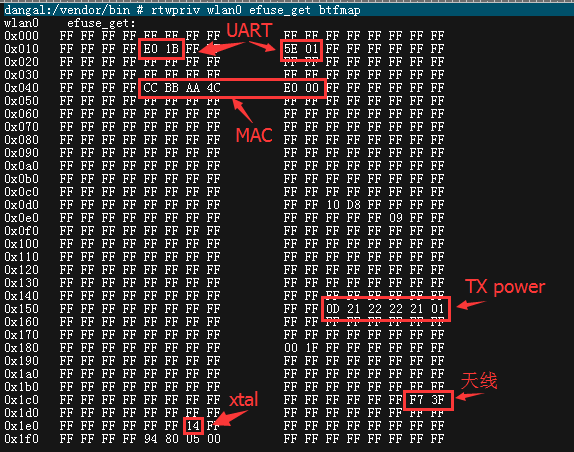 dangal:/vendor/bin # rtwpriv wlan0 efuse_get btfmap
wlan0 efuse_get:
0x000 FF FF FF FF FF FF FF FF FF FF FF FF FF FF FF FF
UART
0x010 FF FF FF FF E0 1B FF FF 5E 01 FF FF FF FF FF FF
0x020 FF FF FF FF FF FF FF FF FF FF FF FF FF FF FF FF
0x030 FF FF FF FF FF FF FF FF FF FF FF FF FF FF FF FF
0x040 FF FF FF FF CC BB AA 4C E0 00 FF FF FF FF FF FF
0x050 FF FF FF FF FF FF FF FF FF FF FF FF FF FF FF FF
0x060 FF FF FF FF FF FF FF FF FF FF FF FF FF FF FF FF
0x070 FF FF FF FF FF FF FF FF FF FF FF FF FF FF FF FF
MAC
0x080 FF FF FF FF FF FF FF FF FF FF FF FF FF FF FF FF
0x090 FF FF FF FF FF FF FF FF FF FF FF FF FF FF FF FF
0x0a0 FF FF FF FF FF FF FF FF FF FF FF FF FF FF FF FF
0x0b0 FF FF FF FF FF FF FF FF FF FF FF FF FF FF FF FF
0x0c0 FF FF FF FF FF FF FF FF FF FF FF FF FF FF FF FF
0x0d0 FF FF FF FF FF FF FF FF FF FF 10 D8 FF FF FF FF
0x0e0 FF FF FF FF FF FF FF FF FF FF FF FF FF 09 FF FF
0x0f0 FF FF FF FF FF FF FF FF FF FF FF FF FF FF FF FF
0x100 FF FF FF FF FF FF FF FF FF FF FF FF FF FF FF FF
0x110 FF FF FF FF FF FF FF FF FF FF FF FF FF FF FF FF
0x120 FF FF FF FF FF FF FF FF FF FF FF FF FF FF FF FF
0x130 FF FF FF FF FF FF FF FF FF FF FF FF FF FF FF FF
TX power
0x140 FF FF FF FF FF FF FF FF FF FF FF FF FF FF FF FF
0x150 FF FF FF FF FF FF FF FF FF FF 0D 21 22 22 21 01
0x160 FF FF FF FF FF FF FF FF FF FF FF FF FF FF FF FF
0x170 FF FF FF FF FF FF FF FF FF FF FF FF FF FF FF FF
0x180 FF FF FF FF FF FF FF FF 00 1F FF FF FF FF FF FF
0x190 FF FF FF FF FF FF FF FF FF FF FF FF FF FF FF FF
0x1a0 FF FF FF FF FF FF FF FF FF FF FF FF FF FF FF FF
天线
0x1b0 FF FF FF FF FF FF FF FF FF FF FF FF FF FF FF FF
0x1c0 FF FF FF FF FF FF FF FF FF FF FF FF FF FF F7 3F
xtal
0x1d0 FF FF FF FF FF FF FF FF FF FF FF FF FF FF FF FF
0x1e0 FF FF FF FF FF FF 14 FF FF FF FF FF FF FF FF FF
0x1f0 FF FF FF FF 94 80 05 00 FF FF FF FF FF FF FF FF